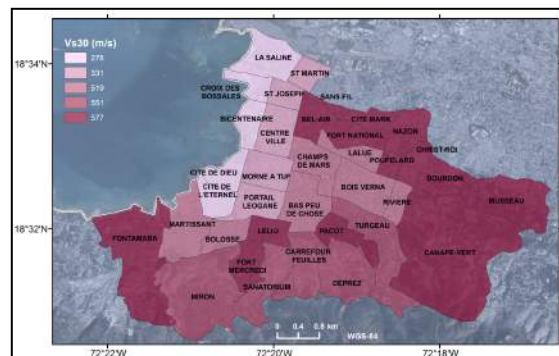 Vs30 (m/s)
278
331
519
551
577
18°34'N
18°32'N
LA SALINE
ST MARTIN
CROIX DES
BOSSALES
ST JOSEPH
SANS-FIL
BICENTENAIRE
BEL-AIR
CITE MARK
CENTRE
VILLE
FORT NATIONAL
NAZON
LALUE
CHRIST-ROI
CHAMPS
DE MARS
POUPELARD
CITE DE DIEU
MORNE A TUF
BOURDON
CITE DE
L'ETERNEL
BOIS VERNA
MUSSEAU
PORTAIL
LEOGANE
BAS PEU
DE CHOSE
RIVIERE
MARTISSANT
FONTAMARA
BOLOSSE
LELIO
PACOT
TURGEAU
CANAPE-VERT
FORT
MERCREDI
CARREFOUR
FEUILLES
MIRON
SANATORIUM
DEPREZ
0 0.4 0.8 km
WGS-84
72°22'W
72°20'W
72°18'W